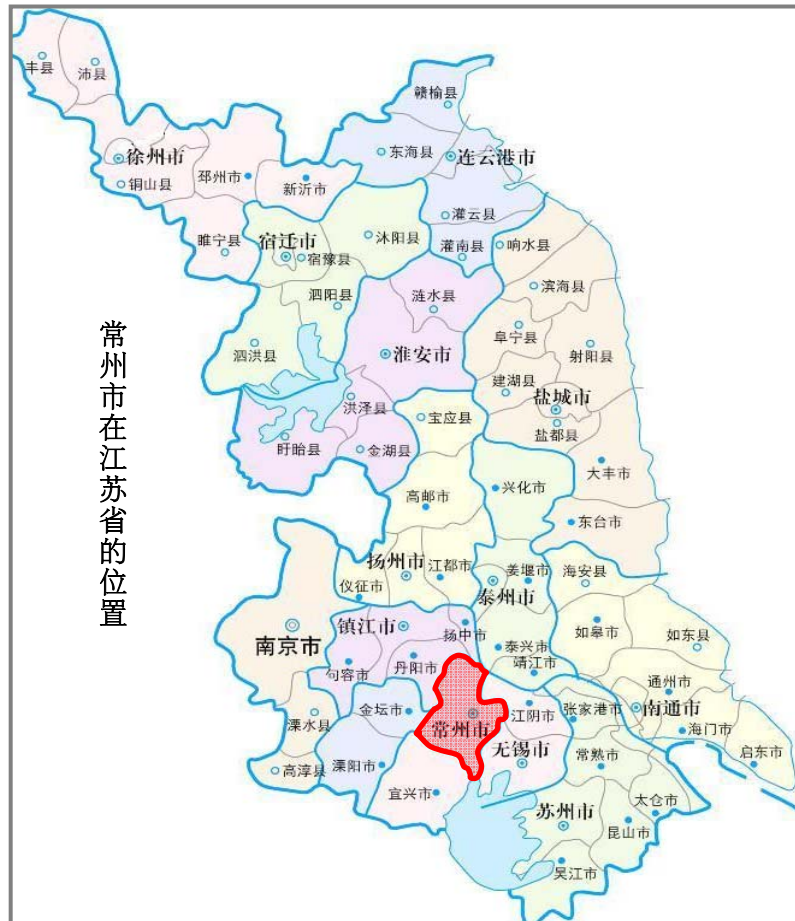 丰县
沛县
赣榆县
徐州市
东海县
连云港市
铜山县
邳州市
新沂市
灌云县
睢宁县
宿迁市
沭阳县
灌南县
响水县
宿豫县
泗阳县
涟水县
滨海县
常州市在江苏省的位置
泗洪县
淮安市
阜宁县
射阳县
洪泽县
建湖县
盐城市
宝应县
盱眙县
金湖县
盐都县
大丰市
高邮市
兴化市
东台市
扬州市
江都市
姜堰市
海安县
仪征市
泰州市
南京市
镇江市
扬中市
如皋市
如东县
句容市
丹阳市
泰兴市
靖江市
通州市
溧水县
金坛市
常州市
江阴市
张家港市
南通市
海门市
高淳县
溧阳市
无锡市
常熟市
启东市
宜兴市
苏州市
太仓市
昆山市
吴江市